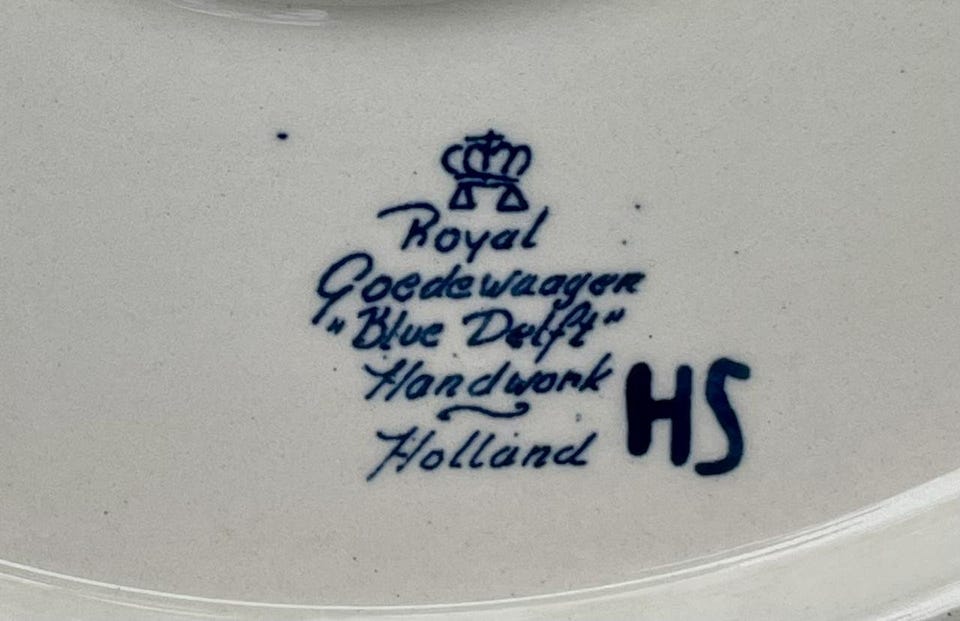 Royal
Goedewaagen
"Blue Delft"
Handwork
Holland
HS